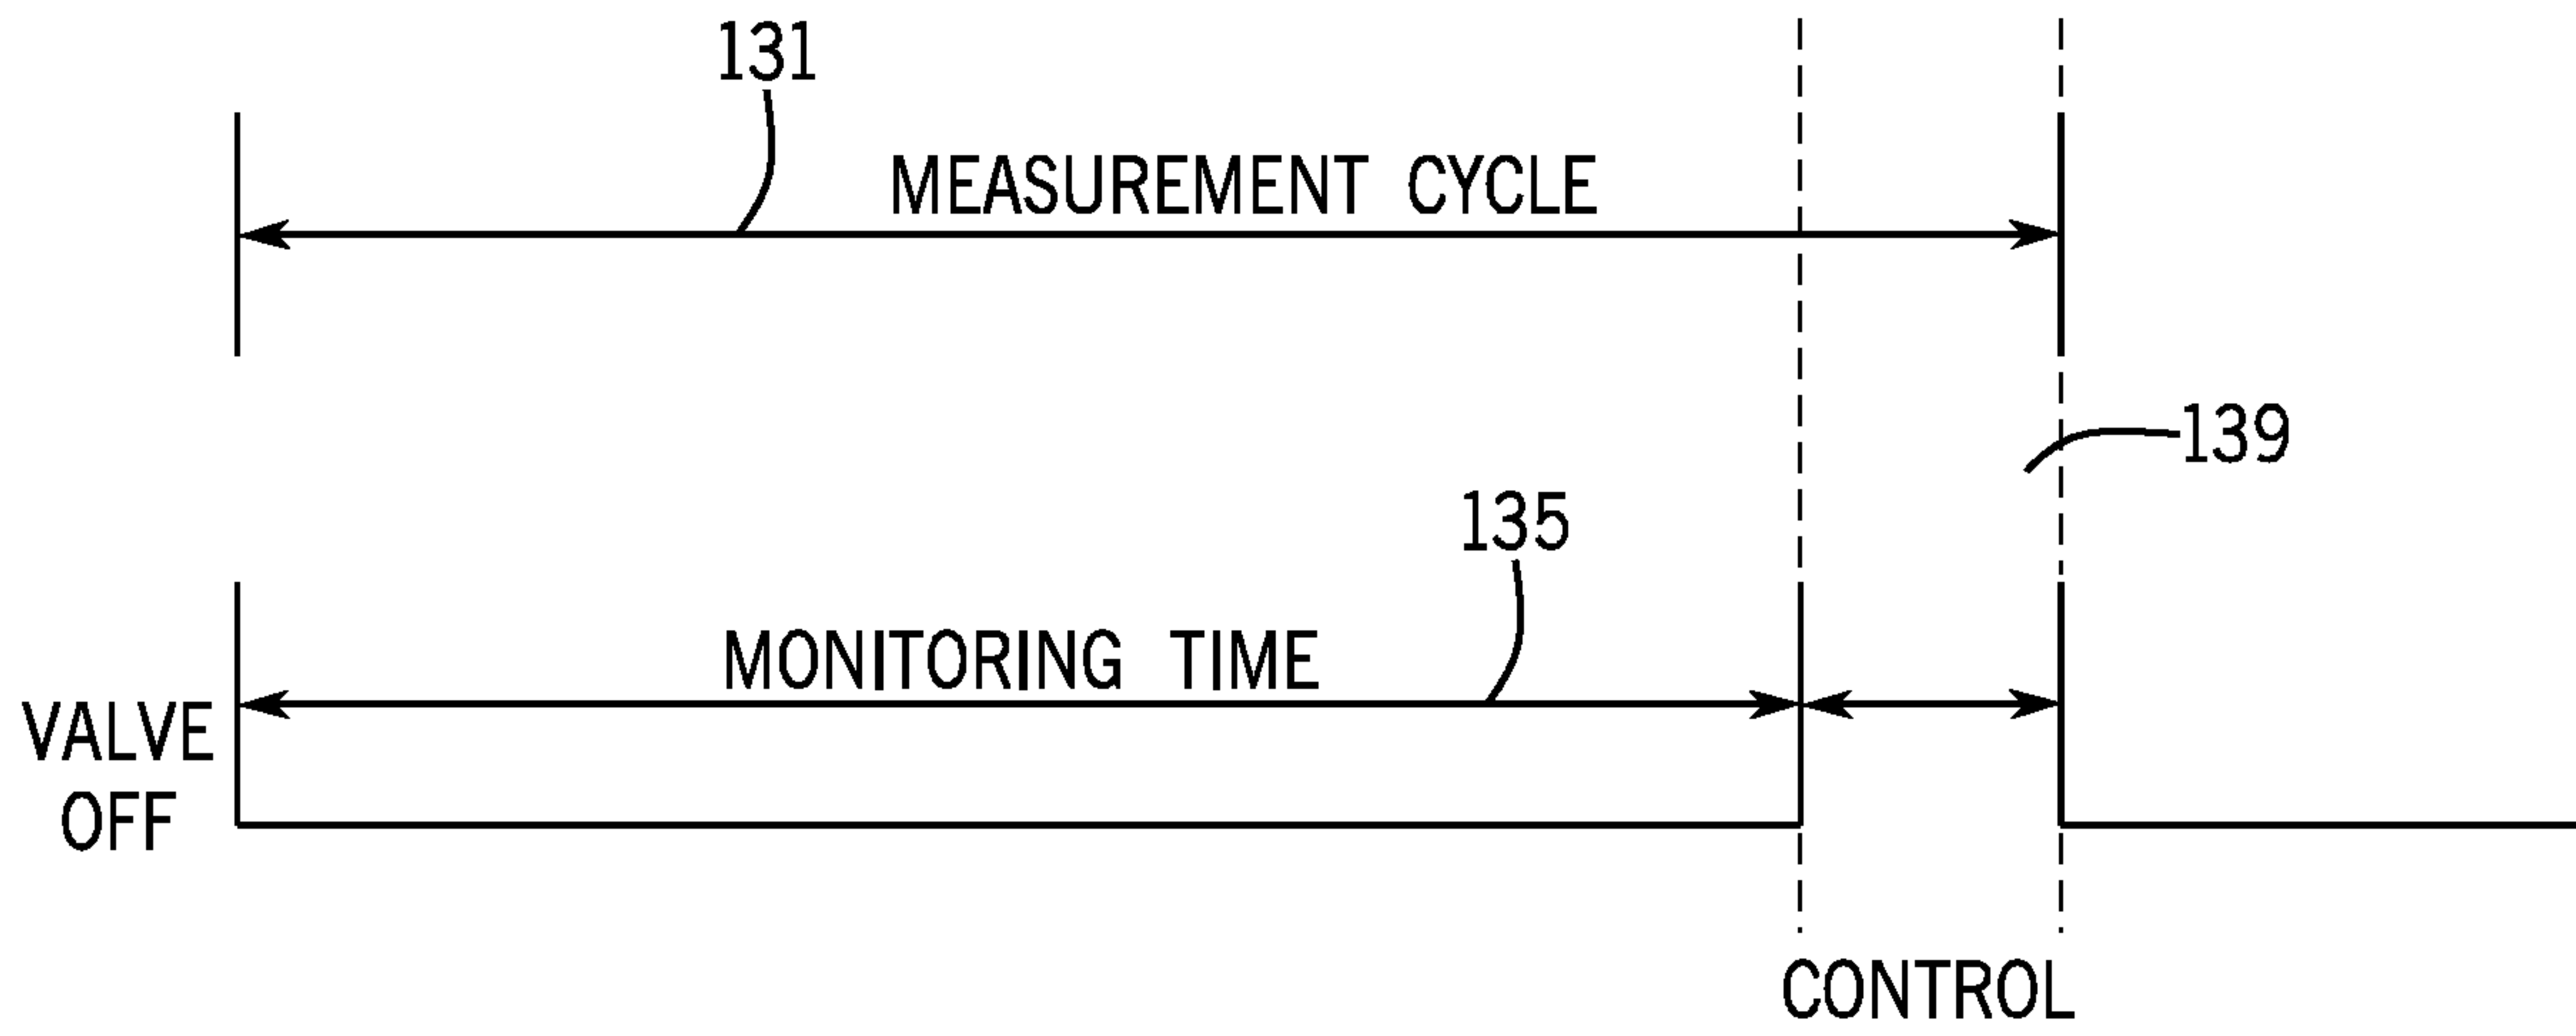 131
MEASUREMENT CYCLE
139
135
MONITORING TIME
VALVE
OFF
CONTROL